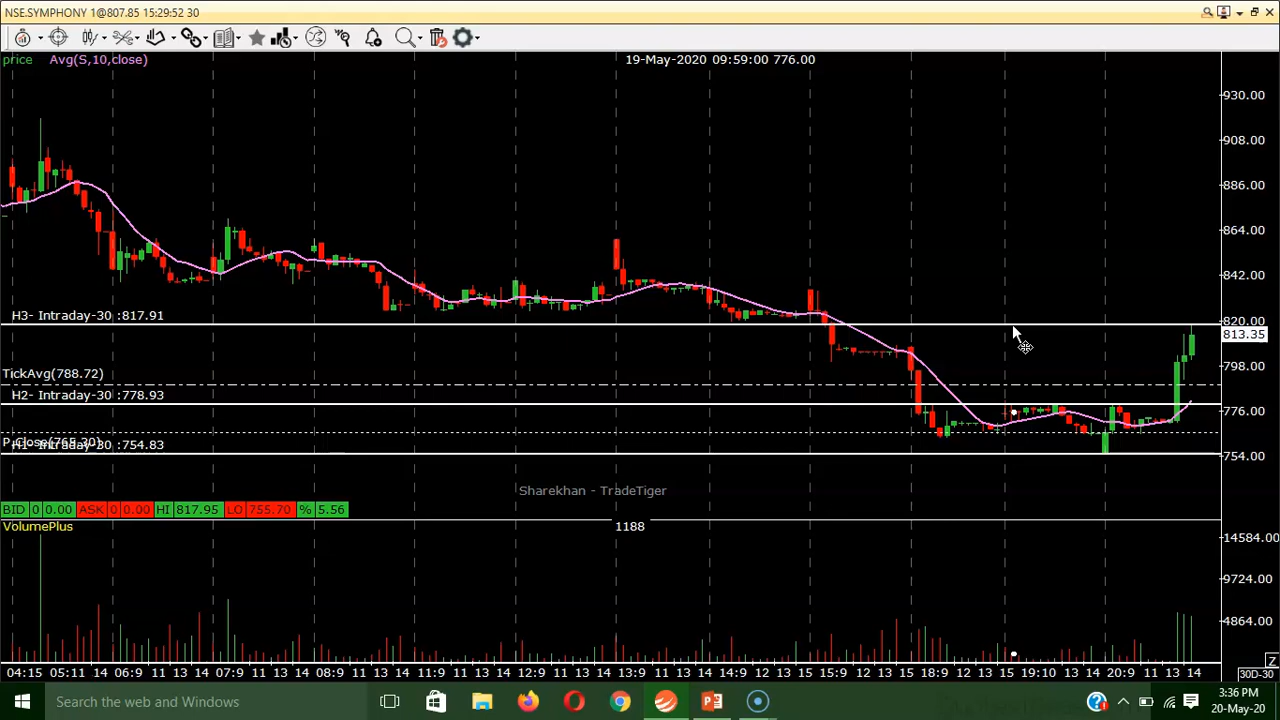 NSE.SYMPHONY 1@807.85 15:29:52 30
price Avg(S,10,close) 19-May-2020 09:59:00 776.00
930.00
908.00
886.00
864.00
842.00
H3- Intraday-30 :817.91
820.00
813.35
TickAvg(788.72)
798.00
H2- Intraday-30 :778.93
776.00
Intraday-30 :754.83
754.00
Sharekhan - TradeTiger
BID 0 0.00 ASK 0 0.00 HI 817.95 LO 755.70 % 5.56
VolumePlus 1188
14584.00
9724.00
4864.00
04:15 05:11 14 06:9 11 13 14 07:9 11 13 14 08:9 11 13 14 11:9 11 13 14 12:9 11 13 14 13:9 11 13 14 14:9 12 13 15 15:9 11 13 15 18:9 12 13 15 19:10 13 14 20:9 11 13 14
Z
30D-30
Search the web and Windows
3:36 PM
20-May-20